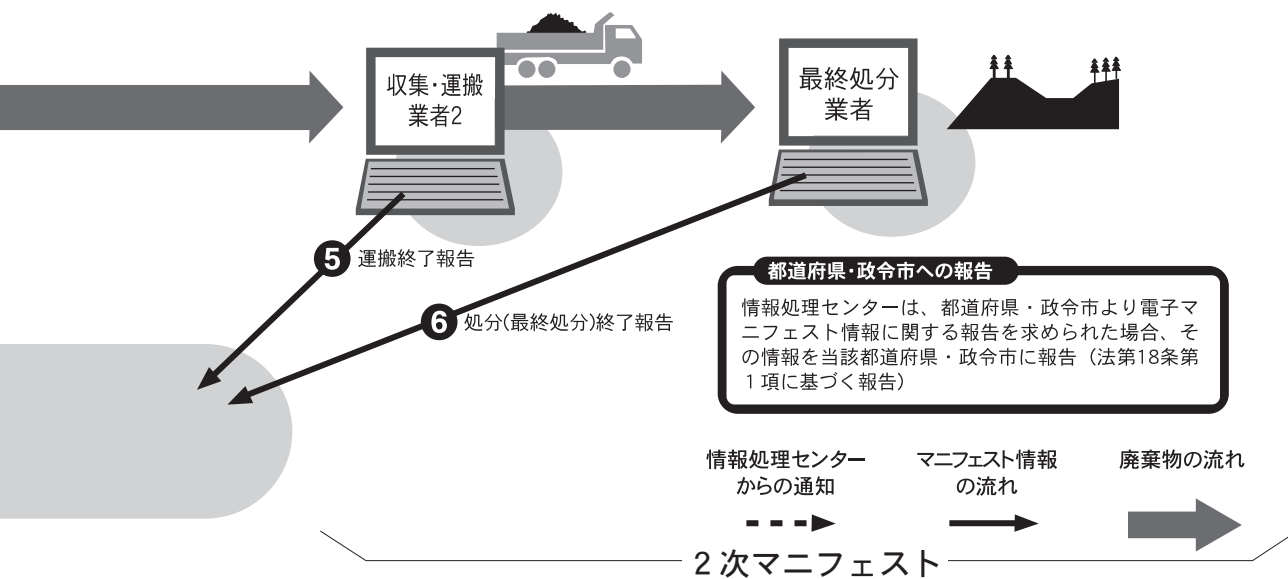 収集・運搬
業者2
最終処分
業者
5 運搬終了報告
6 処分(最終処分)終了報告
都道府県・政令市への報告
情報処理センターは、都道府県・政令市より電子マ
ニフェスト情報に関する報告を求められた場合、そ
の情報を当該都道府県・政令市に報告（法第18条第
１項に基づく報告）
情報処理センター
からの通知
マニフェスト情報
の流れ
廃棄物の流れ
２次マニフェスト